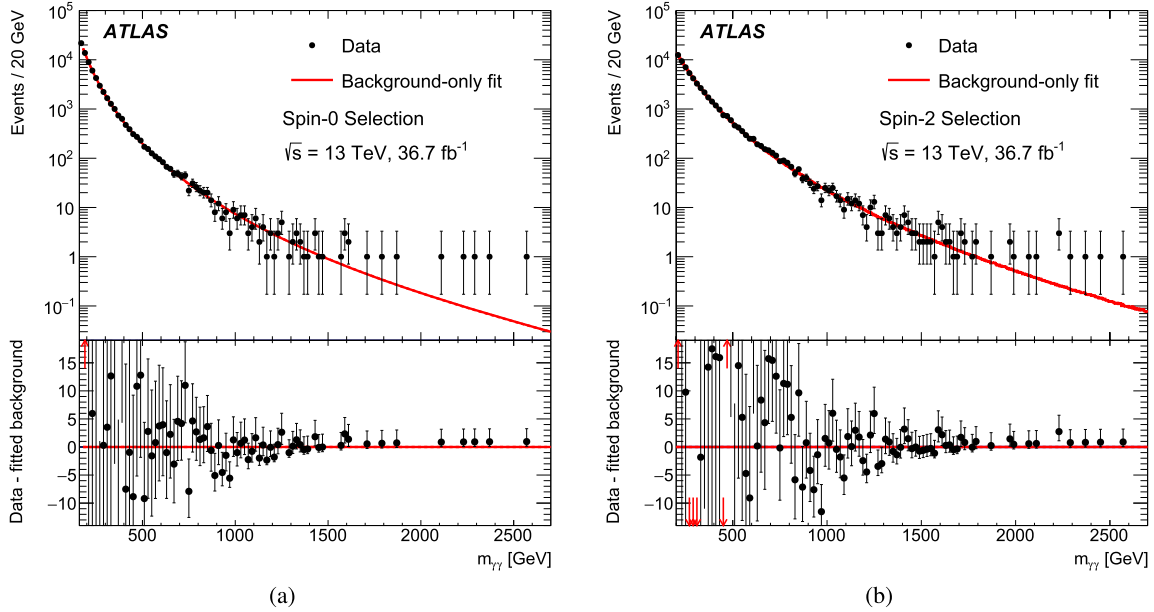 ATLAS
Data
Background-only fit
Spin-0 Selection
√s = 13 TeV, 36.7 fb⁻¹
Events / 20 GeV
10⁵
10⁴
10³
10²
10
1
10⁻¹
Data - fitted background
15
10
5
0
−5
−10
500 1000 1500 2000 2500
mγγ [GeV]
(a)
ATLAS
Data
Background-only fit
Spin-2 Selection
√s = 13 TeV, 36.7 fb⁻¹
Events / 20 GeV
10⁵
10⁴
10³
10²
10
1
10⁻¹
Data - fitted background
15
10
5
0
−5
−10
500 1000 1500 2000 2500
mγγ [GeV]
(b)